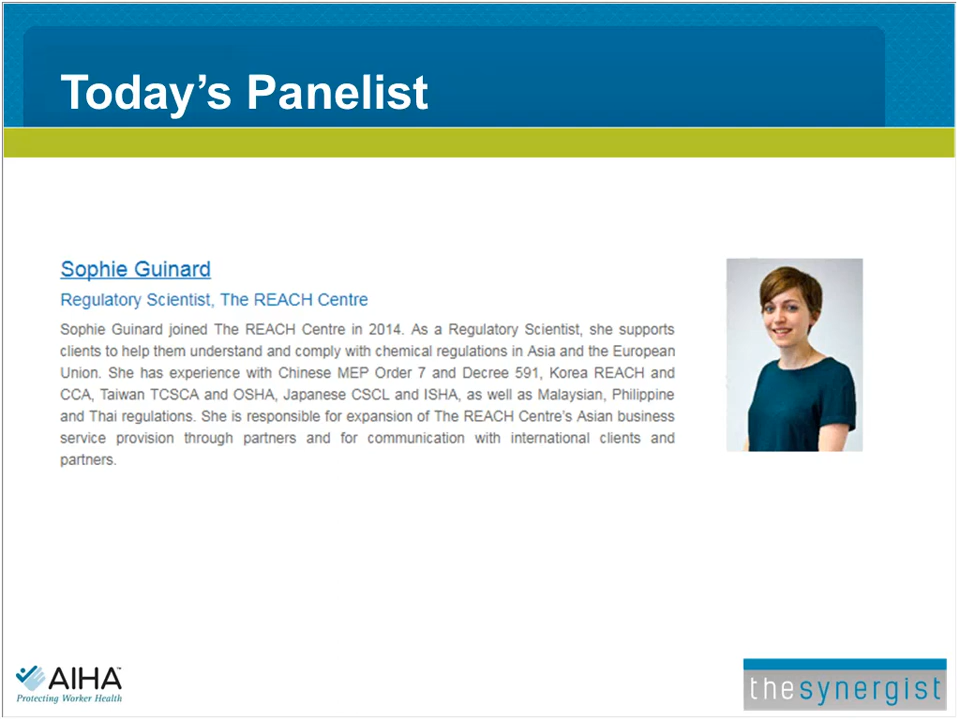 Today’s Panelist
Sophie Guinard
Regulatory Scientist, The REACH Centre
Sophie Guinard joined The REACH Centre in 2014. As a Regulatory Scientist, she supports
clients to help them understand and comply with chemical regulations in Asia and the European
Union. She has experience with Chinese MEP Order 7 and Decree 591, Korea REACH and
CCA, Taiwan TCSCA and OSHA, Japanese CSCL and ISHA, as well as Malaysian, Philippine
and Thai regulations. She is responsible for expansion of The REACH Centre’s Asian business
service provision through partners and for communication with international clients and
partners.
AIHA™
Protecting Worker Health
thesynergist